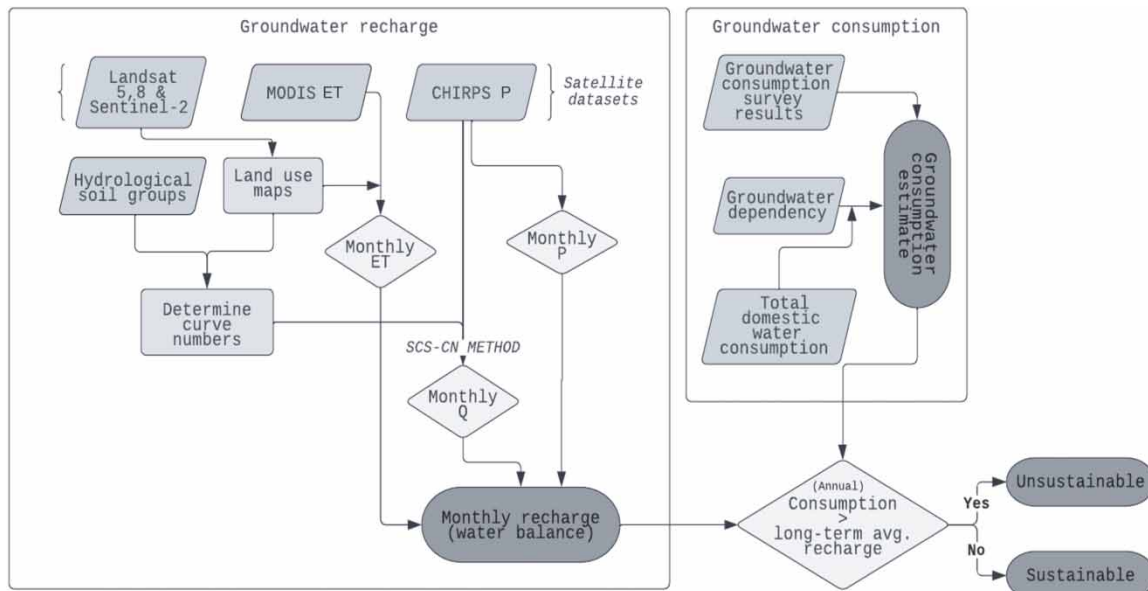 Groundwater recharge
Landsat
5,8 &
Sentinel-2
MODIS ET
CHIRPS P
Satellite
datasets
Hydrological
soil groups
Land use
maps
Monthly
ET
Monthly
P
Determine
curve
numbers
SCS-CN METHOD
Monthly
Q
Monthly recharge
(water balance)
Groundwater consumption
Groundwater
consumption
survey
results
Groundwater
dependency
Total
domestic
water
consumption
Groundwater
consumption
estimate
(Annual)
Consumption
>
long-term avg.
recharge
Yes
No
Unsustainable
Sustainable